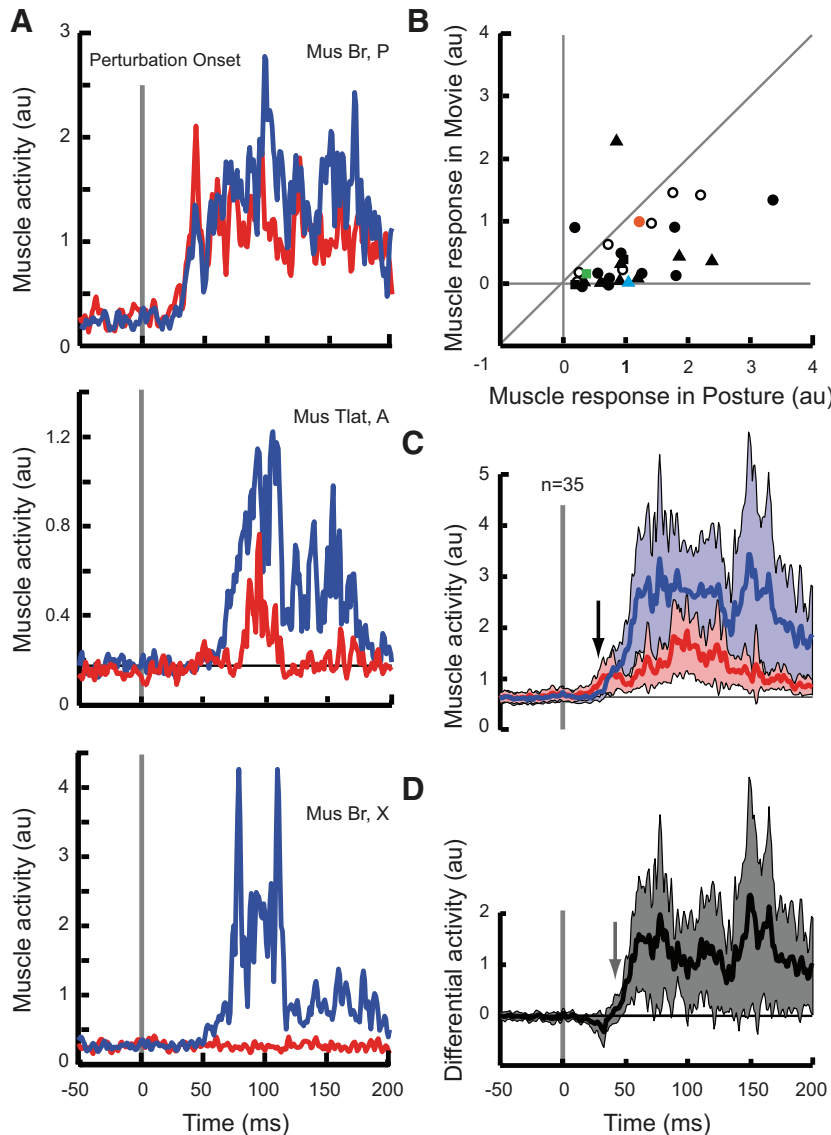 A
Muscle activity (au)
3
2
1
0
Perturbation Onset
Mus Br, P
Muscle activity (au)
1.2
0.8
0.4
0
Mus Tlat, A
Muscle activity (au)
4
3
2
1
0
Mus Br, X
-50 0 50 100 150 200
Time (ms)
B
Muscle response in Movie (au)
4
3
2
1
0
-1
0 1 2 3 4
Muscle response in Posture (au)
C
Muscle activity (au)
5
4
3
2
1
0
n=35
D
Differential activity (au)
2
1
0
-50 0 50 100 150 200
Time (ms)